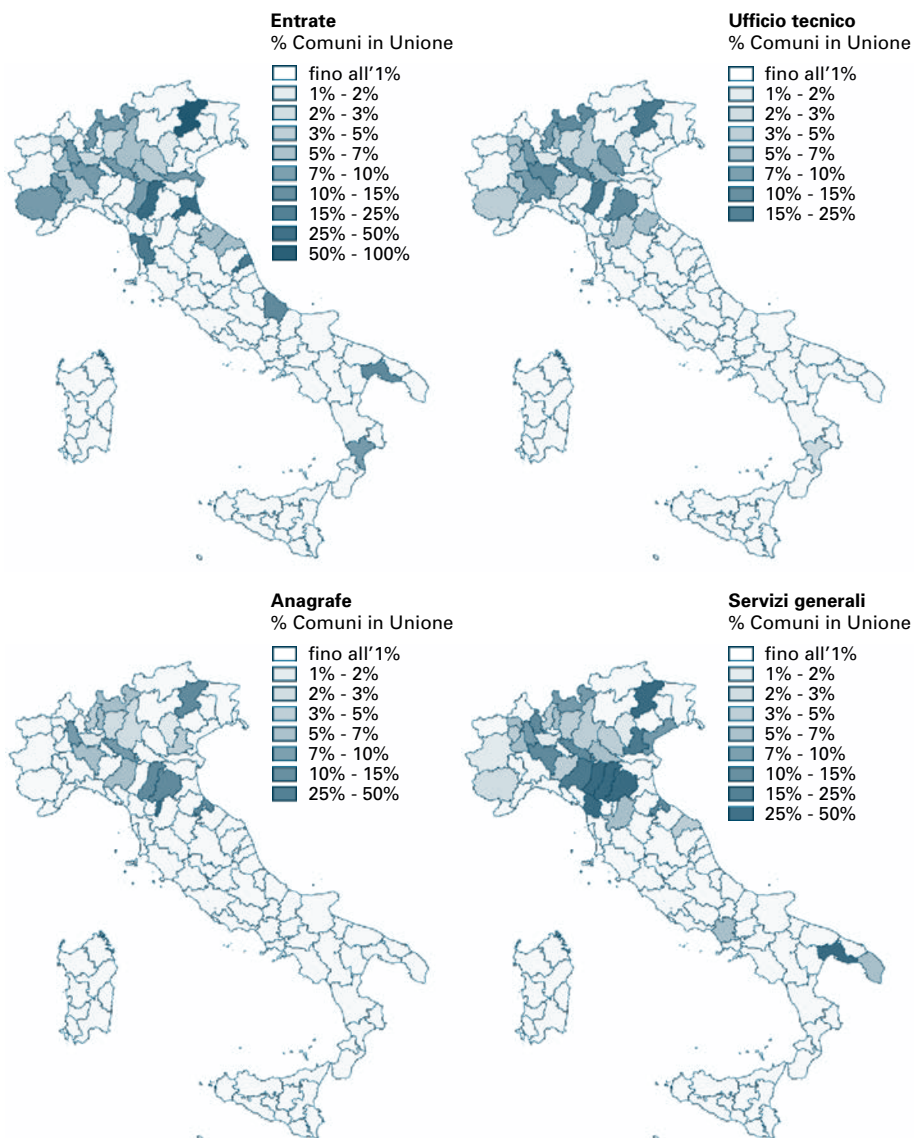 Entrate
% Comuni in Unione
fino all'1%
1% - 2%
2% - 3%
3% - 5%
5% - 7%
7% - 10%
10% - 15%
15% - 25%
25% - 50%
50% - 100%
Ufficio tecnico
% Comuni in Unione
fino all'1%
1% - 2%
2% - 3%
3% - 5%
5% - 7%
7% - 10%
10% - 15%
15% - 25%
Anagrafe
% Comuni in Unione
fino all'1%
1% - 2%
2% - 3%
3% - 5%
5% - 7%
7% - 10%
10% - 15%
25% - 50%
Servizi generali
% Comuni in Unione
fino all'1%
1% - 2%
2% - 3%
3% - 5%
5% - 7%
7% - 10%
10% - 15%
15% - 25%
25% - 50%